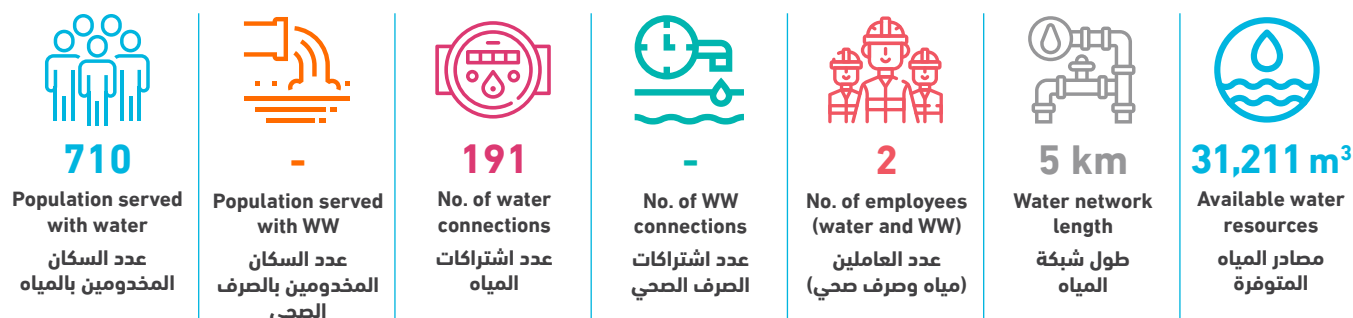 710
Population served
with water
عدد السكان
المخدومين بالمياه
-
Population served
with WW
عدد السكان
المخدومين بالصرف
الصحي
191
No. of water
connections
عدد اشتراكات
المياه
-
No. of WW
connections
عدد اشتراكات
الصرف الصحي
2
No. of employees
(water and WW)
عدد العاملين
(مياه وصرف صحي)
5 km
Water network
length
طول شبكة
المياه
31,211 m³
Available water
resources
مصادر المياه
المتوفرة